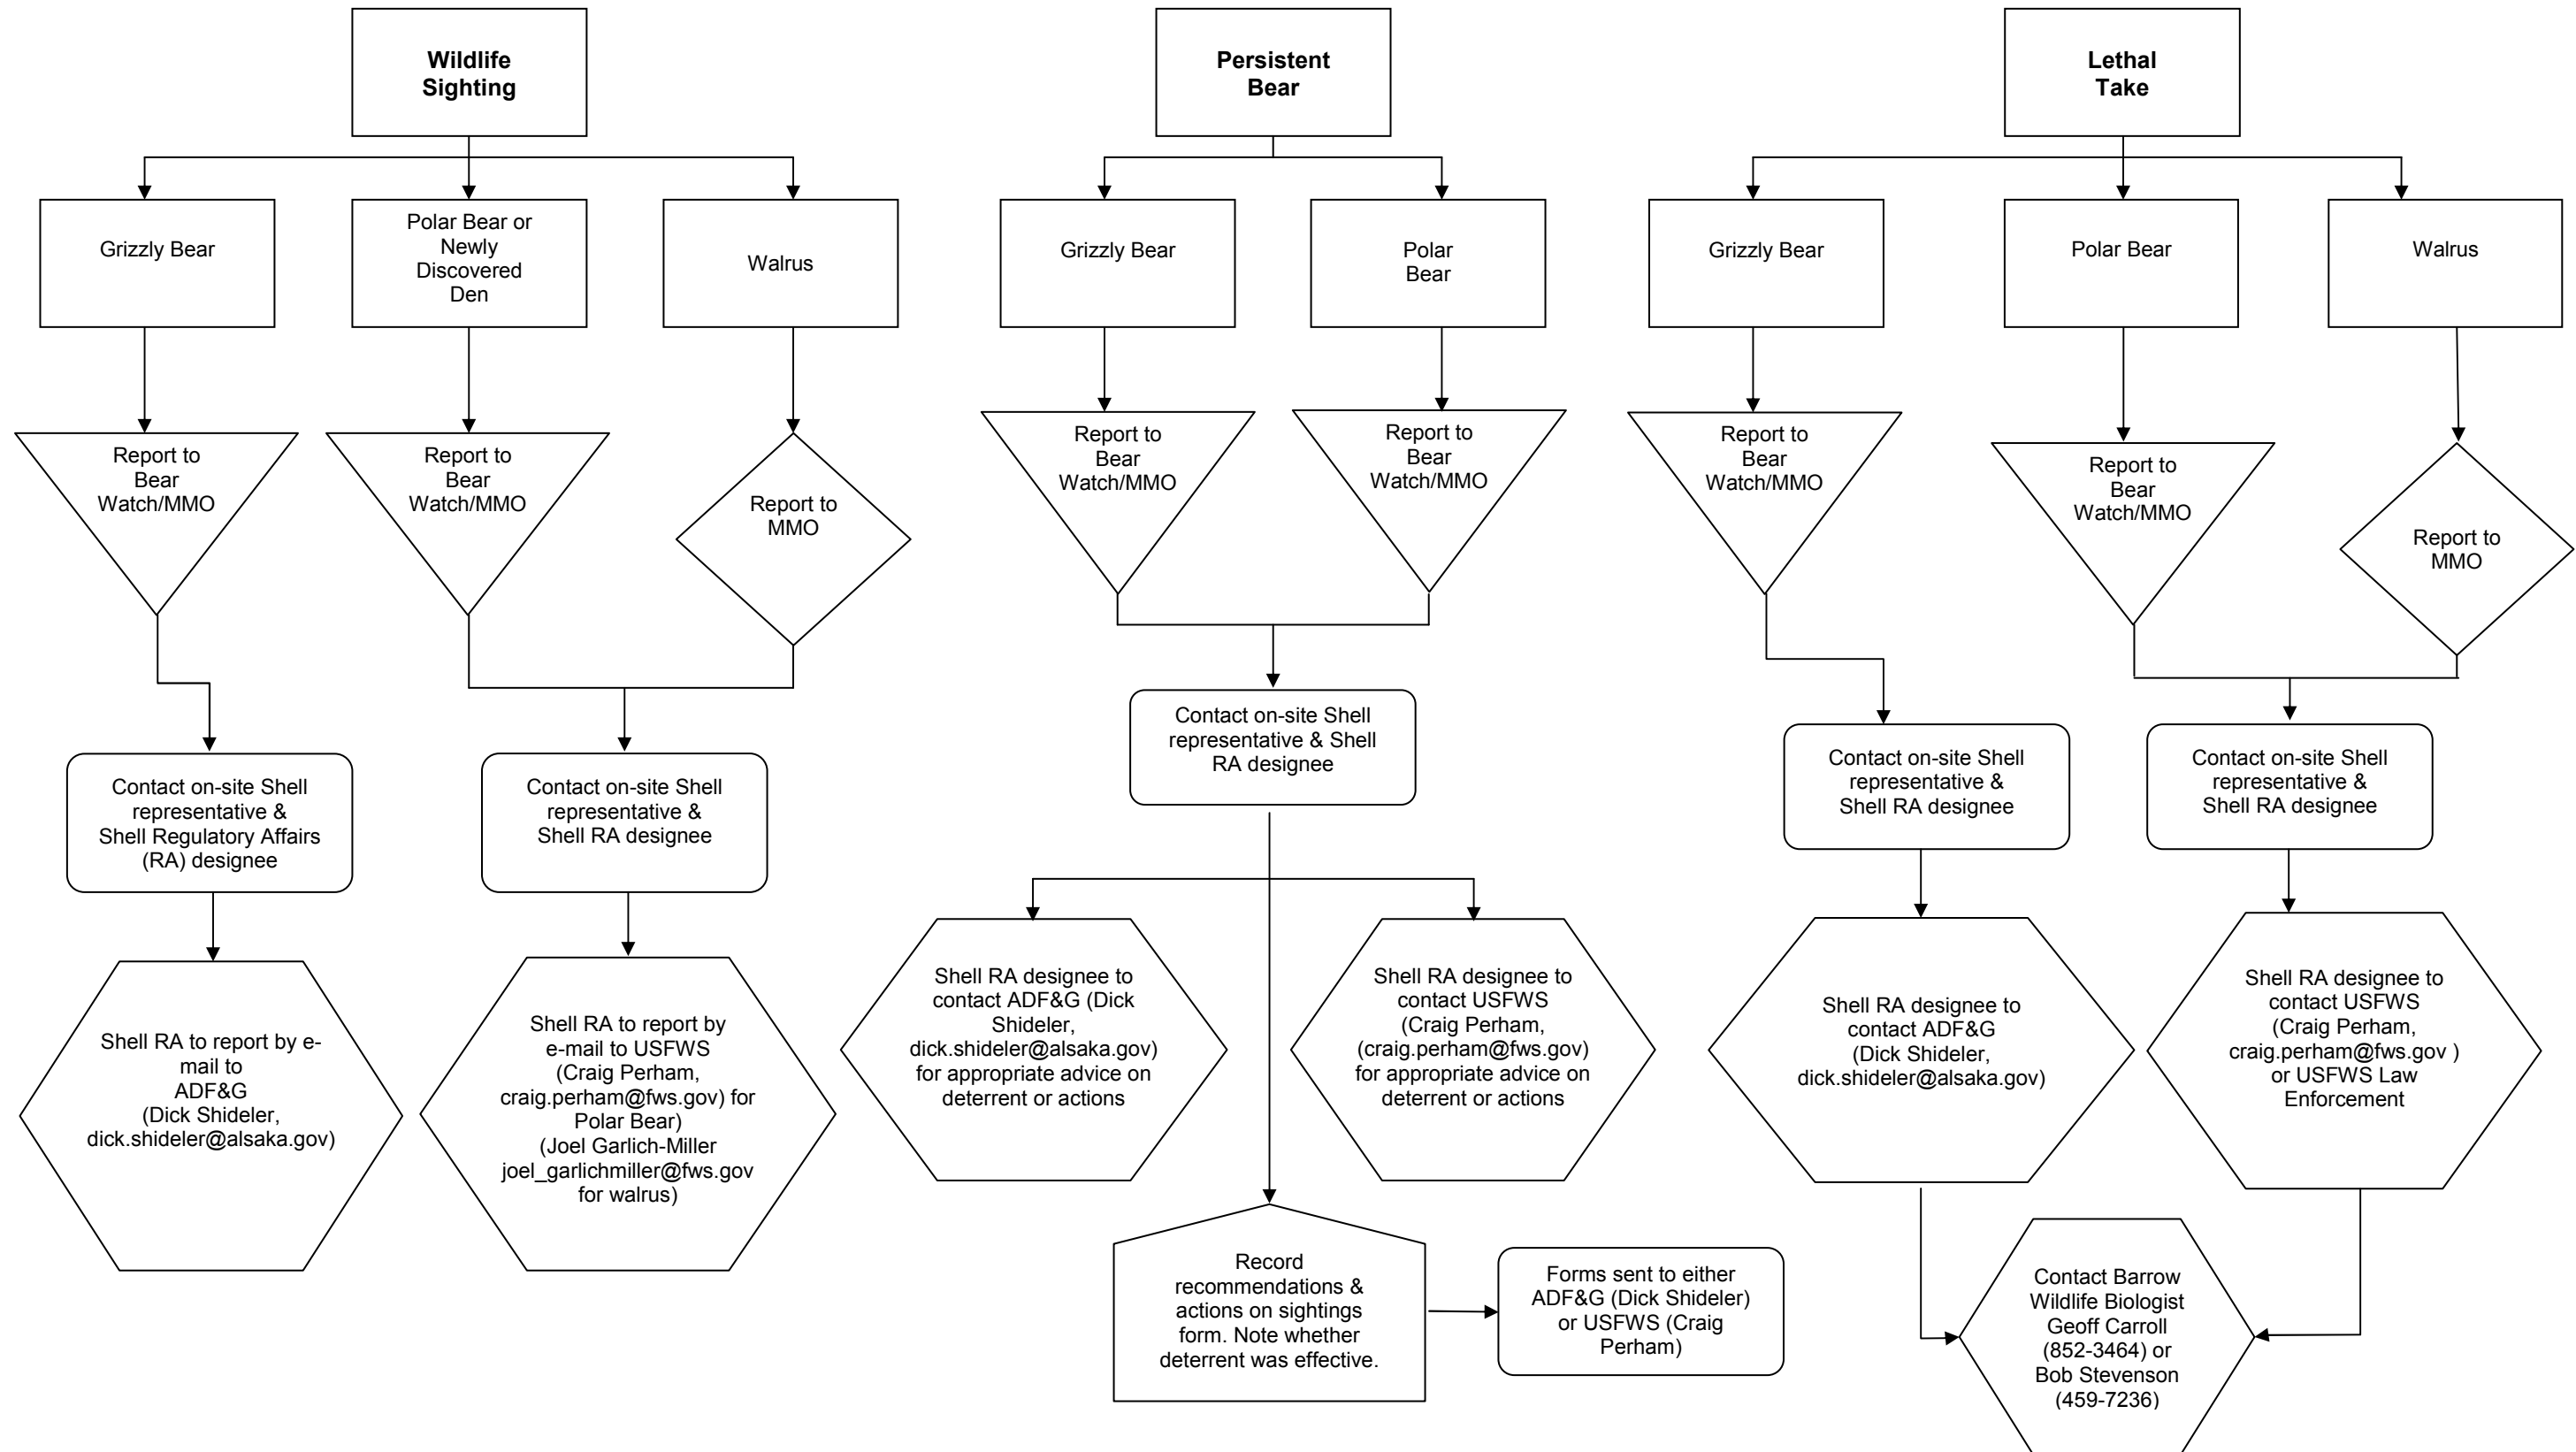 Wildlife
Sighting
Persistent
Bear
Lethal
Take
Grizzly Bear
Polar Bear or
Newly
Discovered
Den
Walrus
Grizzly Bear
Polar
Bear
Grizzly Bear
Polar Bear
Walrus
Report to
Bear
Watch/MMO
Report to
Bear
Watch/MMO
Report to
MMO
Report to
Bear
Watch/MMO
Report to
Bear
Watch/MMO
Report to
Bear
Watch/MMO
Report to
Bear
Watch/MMO
Report to
MMO
Contact on-site Shell
representative &
Shell Regulatory Affairs
(RA) designee
Contact on-site Shell
representative &
Shell RA designee
Contact on-site Shell
representative & Shell
RA designee
Contact on-site Shell
representative &
Shell RA designee
Contact on-site Shell
representative &
Shell RA designee
Shell RA to report by e-
mail to
ADF&G
(Dick Shideler,
dick.shideler@alsaka.gov)
Shell RA to report by
e-mail to USFWS
(Craig Perham,
craig.perham@fws.gov) for
Polar Bear)
(Joel Garlich-Miller
joel_garlichmiller@fws.gov
for walrus)
Shell RA designee to
contact ADF&G (Dick
Shideler,
dick.shideler@alsaka.gov)
for appropriate advice on
deterrent or actions
Shell RA designee to
contact USFWS
(Craig Perham,
(craig.perham@fws.gov)
for appropriate advice on
deterrent or actions
Shell RA designee to
contact ADF&G
(Dick Shideler,
dick.shideler@alsaka.gov)
Shell RA designee to
contact USFWS
(Craig Perham,
craig.perham@fws.gov )
or USFWS Law
Enforcement
Record
recommendations &
actions on sightings
form. Note whether
deterrent was effective.
Forms sent to either
ADF&G (Dick Shideler)
or USFWS (Craig
Perham)
Contact Barrow
Wildlife Biologist
Geoff Carroll
(852-3464) or
Bob Stevenson
(459-7236)